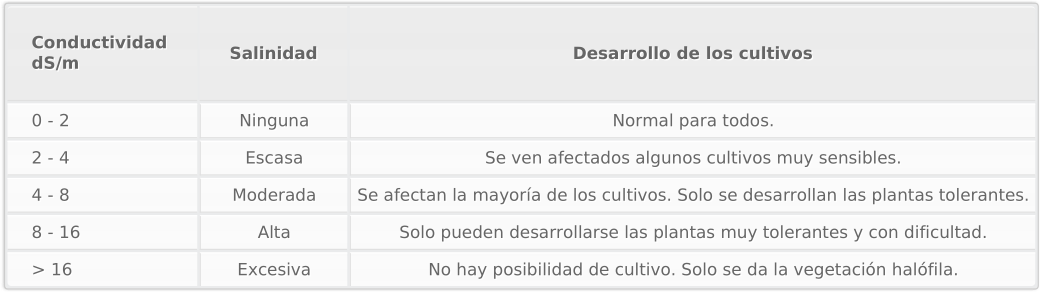 Conductividad
dS/m
Salinidad
Desarrollo de los cultivos
0 - 2 Ninguna Normal para todos.
2 - 4 Escasa Se ven afectados algunos cultivos muy sensibles.
4 - 8 Moderada Se afectan la mayoría de los cultivos. Solo se desarrollan las plantas tolerantes.
8 - 16 Alta Solo pueden desarrollarse las plantas muy tolerantes y con dificultad.
> 16 Excesiva No hay posibilidad de cultivo. Solo se da la vegetación halófila.